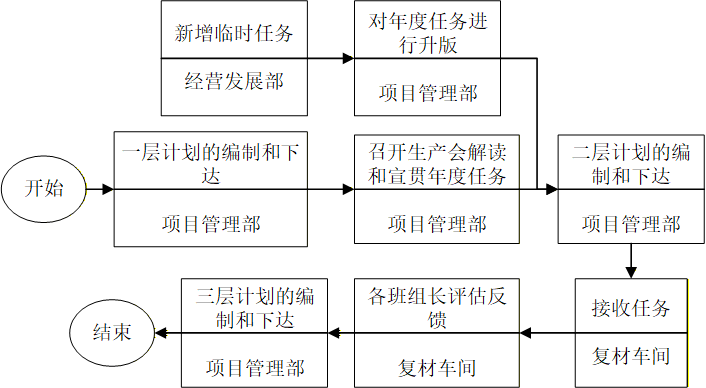 新增临时任务
经营发展部
对年度任务进
行升版
项目管理部
开始
一层计划的编制和下
达
项目管理部
召开生产会解读
和宣贯年度任务
项目管理部
二层计划的编
制和下达
项目管理部
接收任务
复材车间
各班组长评估反
馈
复材车间
三层计划的编
制和下达
项目管理部
结束